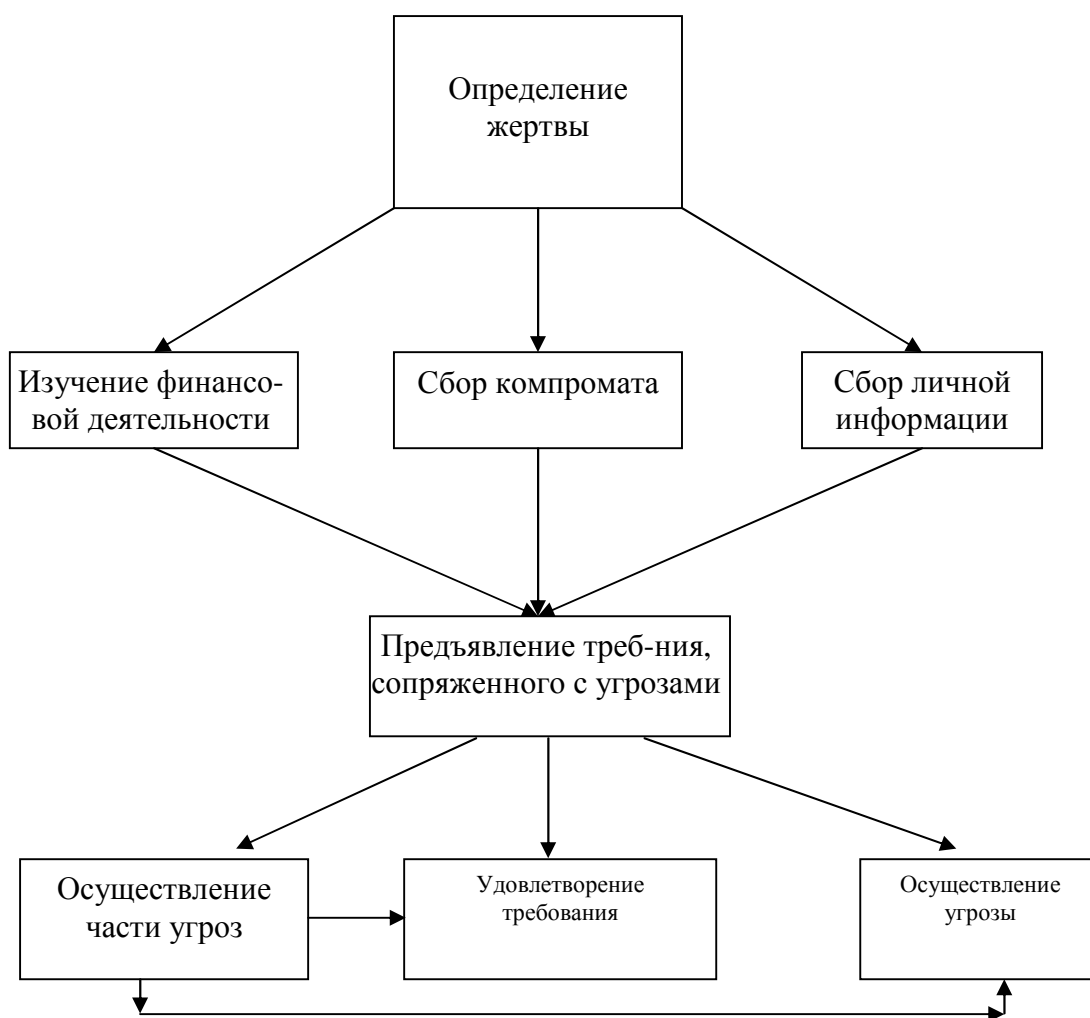 Определение
жертвы
Изучение финансо-
вой деятельности
Сбор компромата
Сбор личной
информации
Предъявление треб-ния,
сопряженного с угрозами
Осуществление
части угроз
Удовлетворение
требования
Осуществление
угрозы